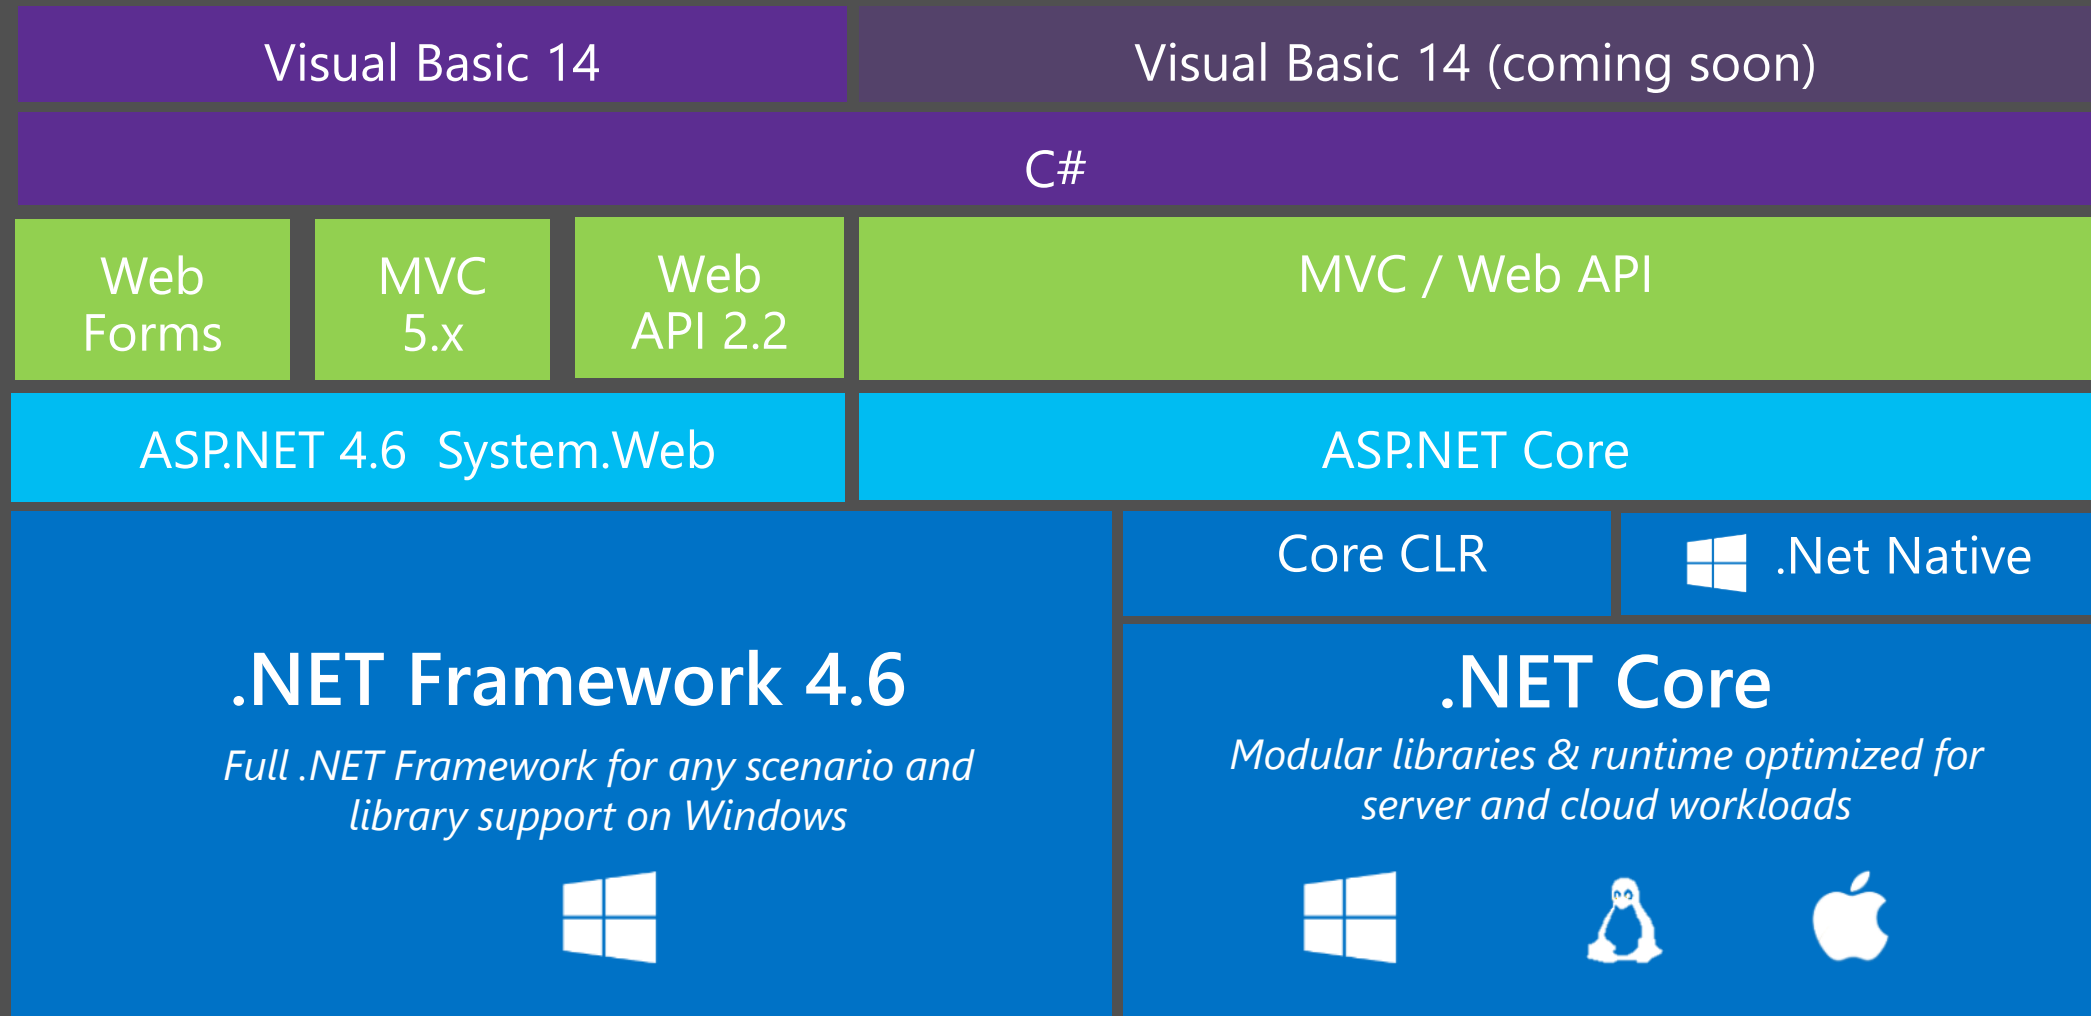 Visual Basic 14
Visual Basic 14 (coming soon)
C#
Web
Forms
MVC
5.x
Web
API 2.2
MVC / Web API
ASP.NET 4.6  System.Web
ASP.NET Core
.NET Framework 4.6
Full .NET Framework for any scenario and
library support on Windows
Core CLR
.Net Native
.NET Core
Modular libraries & runtime optimized for
server and cloud workloads